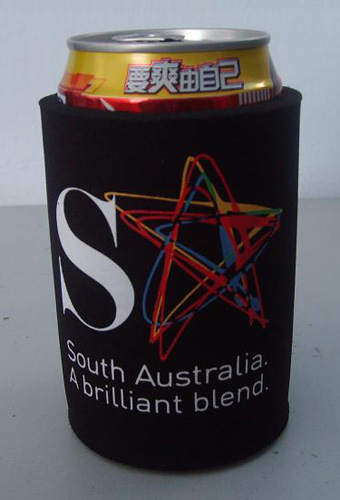 要爽由自己
S
South Australia.
A brilliant blend.